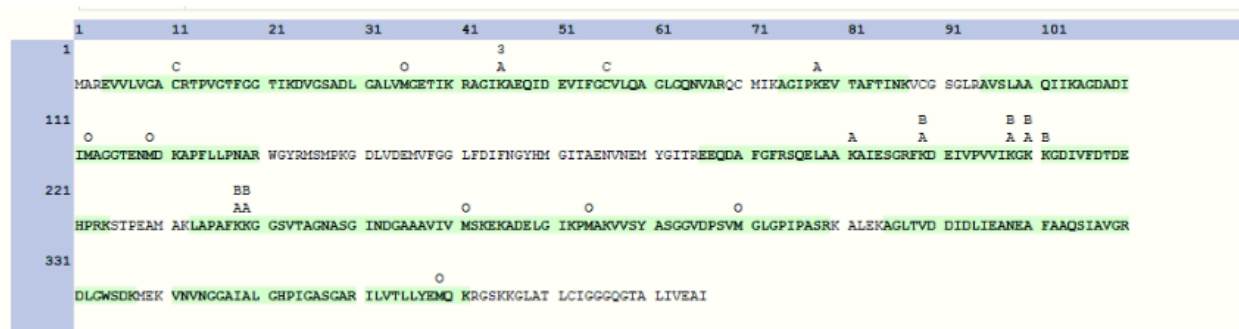 1 11 21 31 41 51 61 71 81 91 101
1 3
C O A C A
MAREVVLVGA CRTPVGTFGG TIKDVGSADL GALVMGETIK RAGIKAEQID EVIFGCVLQA GLGQNVARQC MIKAGIPKEV TAFTINKVCG SGLRAVSLAA QIIKAGDADI
111 B B B
O O A A A A B
IMAGGTENMD KAPFLLPNAR WGYRMSMPKG DLVDEMVFGG LFDIFNGYHM GITAENVNEM YGITREEQDA FGFRSQELAA KAIESGRFKD EIVPVVIKGK KGDIVFDTDE
221 BB
AA O O O
HPRKSTPEAM AKLAPAFKKG GSVTAGNASG INDGAAAVIV MSKEKADELG IKPMAKVVSY ASGGVDPSVM GLGPIPASRK ALEKAGLTVD DIDLIEANEA FAAQSIAVGR
331
O
DLGWSDKMEK VNVNGGAIAL GHPIGASGAR ILVTLLYEMQ KRGSKKGLAT LCIGGGQGTA LIVEAI